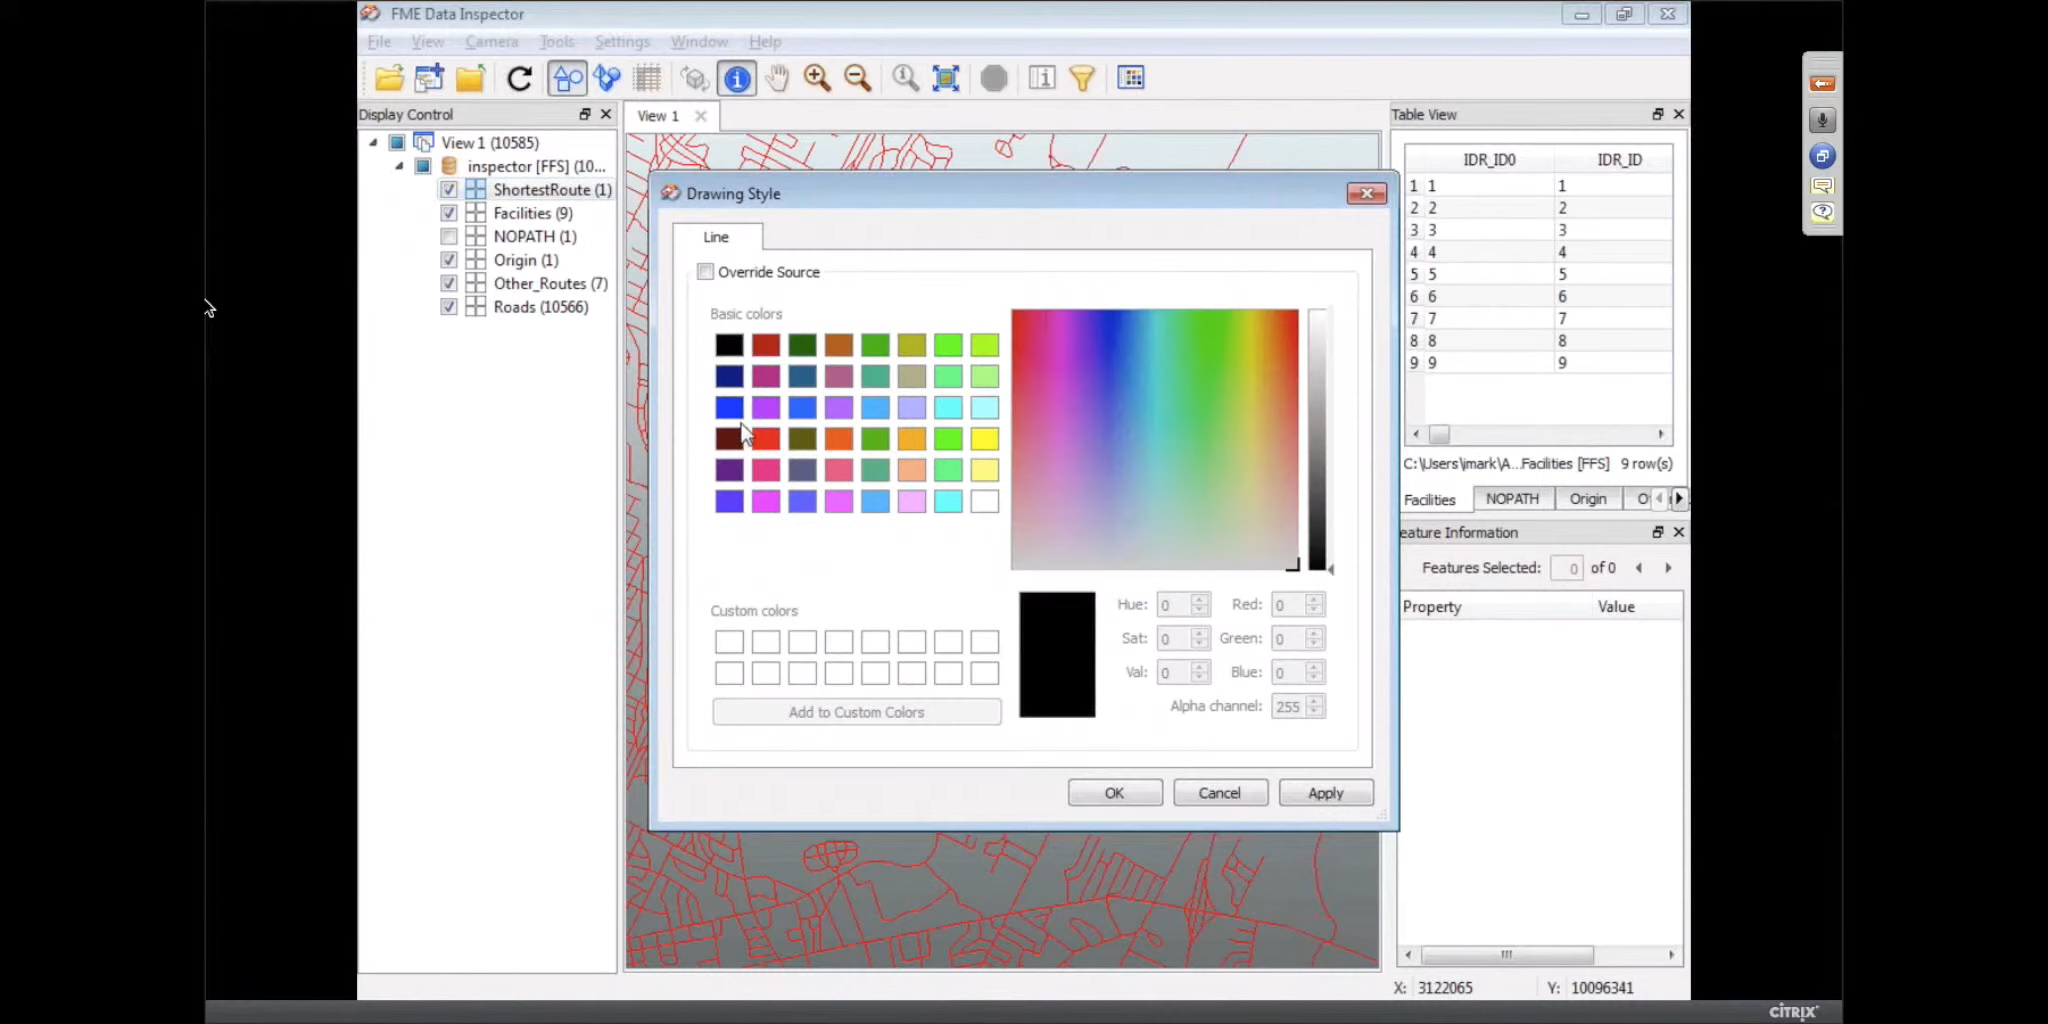 FME Data Inspector
File View Camera Tools Settings Window Help
Display Control
View 1 (10585)
inspector [FFS] (10...
ShortestRoute (1)
Facilities (9)
NOPATH (1)
Origin (1)
Other_Routes (7)
Roads (10566)
View 1
Drawing Style
Line
Override Source
Basic colors
Custom colors
Add to Custom Colors
Hue: 0 Red: 0
Sat: 0 Green: 0
Val: 0 Blue: 0
Alpha channel: 255
OK Cancel Apply
Table View
IDR_ID0 IDR_ID
1 1 1
2 2 2
3 3 3
4 4 4
5 5 5
6 6 6
7 7 7
8 8 8
9 9 9
C:\Users\jmark\A...Facilities [FFS] 9 row(s)
Facilities NOPATH Origin O
eature Information
Features Selected: 0 of 0
Property Value
X: 3122065 Y: 10096341
CITRIX